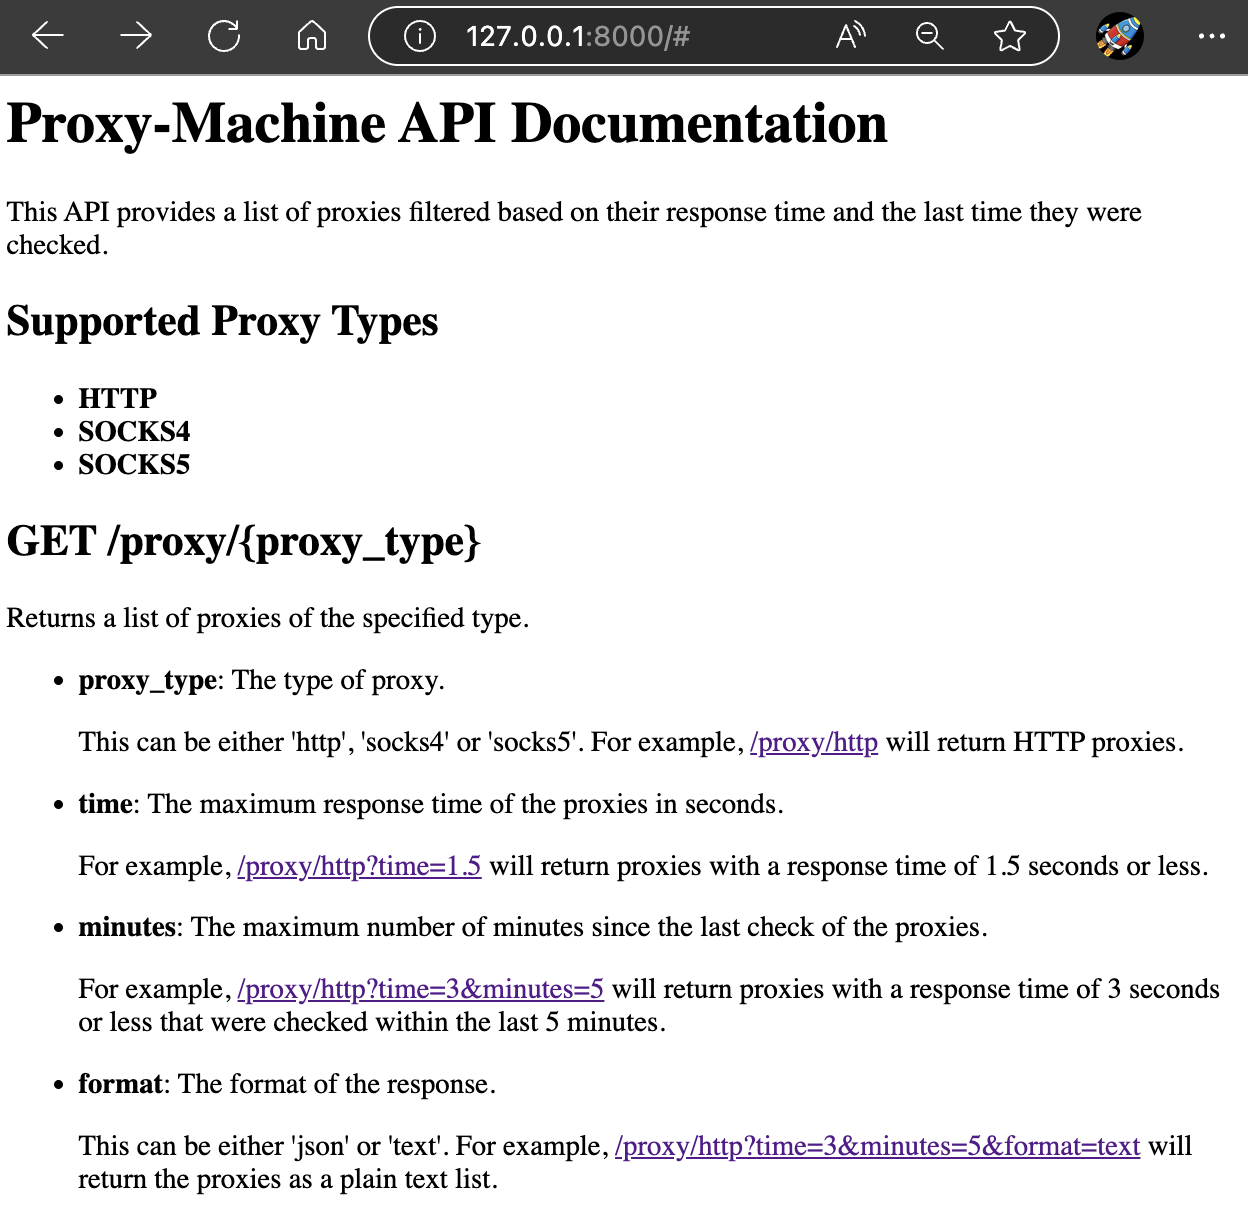 127.0.0.1:8000/#
Proxy-Machine API Documentation
This API provides a list of proxies filtered based on their response time and the last time they were
checked.
Supported Proxy Types
• HTTP
• SOCKS4
• SOCKS5
GET /proxy/{proxy_type}
Returns a list of proxies of the specified type.
• proxy_type: The type of proxy.
This can be either 'http', 'socks4' or 'socks5'. For example, /proxy/http will return HTTP proxies.
• time: The maximum response time of the proxies in seconds.
For example, /proxy/http?time=1.5 will return proxies with a response time of 1.5 seconds or less.
• minutes: The maximum number of minutes since the last check of the proxies.
For example, /proxy/http?time=3&minutes=5 will return proxies with a response time of 3 seconds
or less that were checked within the last 5 minutes.
• format: The format of the response.
This can be either 'json' or 'text'. For example, /proxy/http?time=3&minutes=5&format=text will
return the proxies as a plain text list.